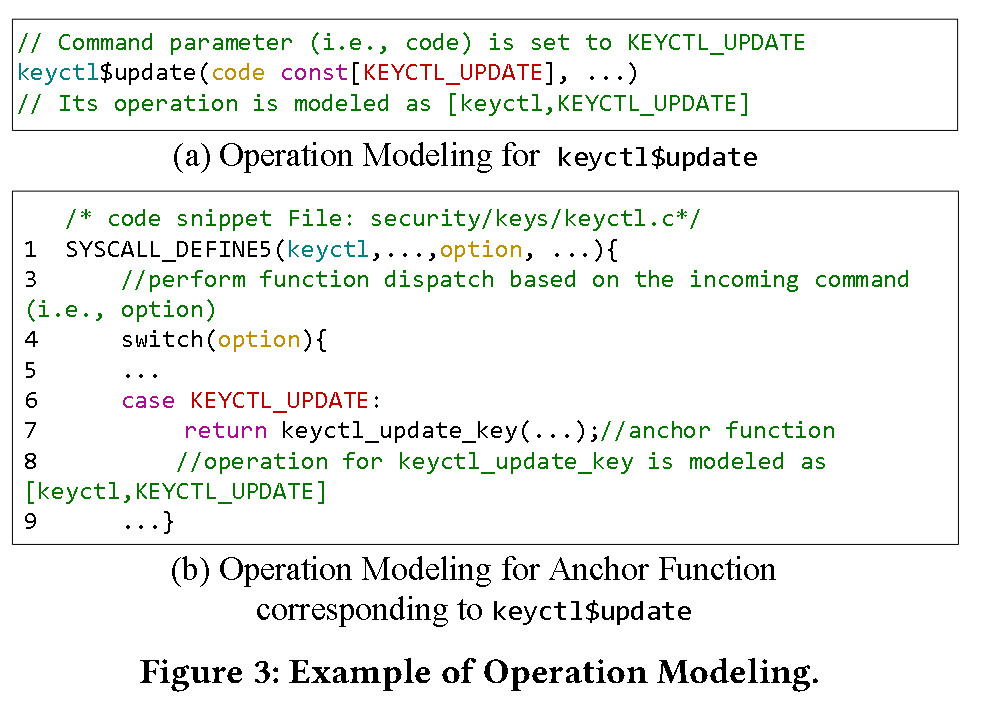 // Command parameter (i.e., code) is set to KEYCTL_UPDATE
keyctl$update(code const[KEYCTL_UPDATE], ...)
// Its operation is modeled as [keyctl,KEYCTL_UPDATE]
(a) Operation Modeling for keyctl$update
/* code snippet File: security/keys/keyctl.c*/
1 SYSCALL_DEFINE5(keyctl,...,option, ...){
3 //perform function dispatch based on the incoming command
(i.e., option)
4 switch(option){
5 ...
6 case KEYCTL_UPDATE:
7 return keyctl_update_key(...);//anchor function
8 //operation for keyctl_update_key is modeled as
[keyctl,KEYCTL_UPDATE]
9 ...}
(b) Operation Modeling for Anchor Function
corresponding to keyctl$update
Figure 3: Example of Operation Modeling.